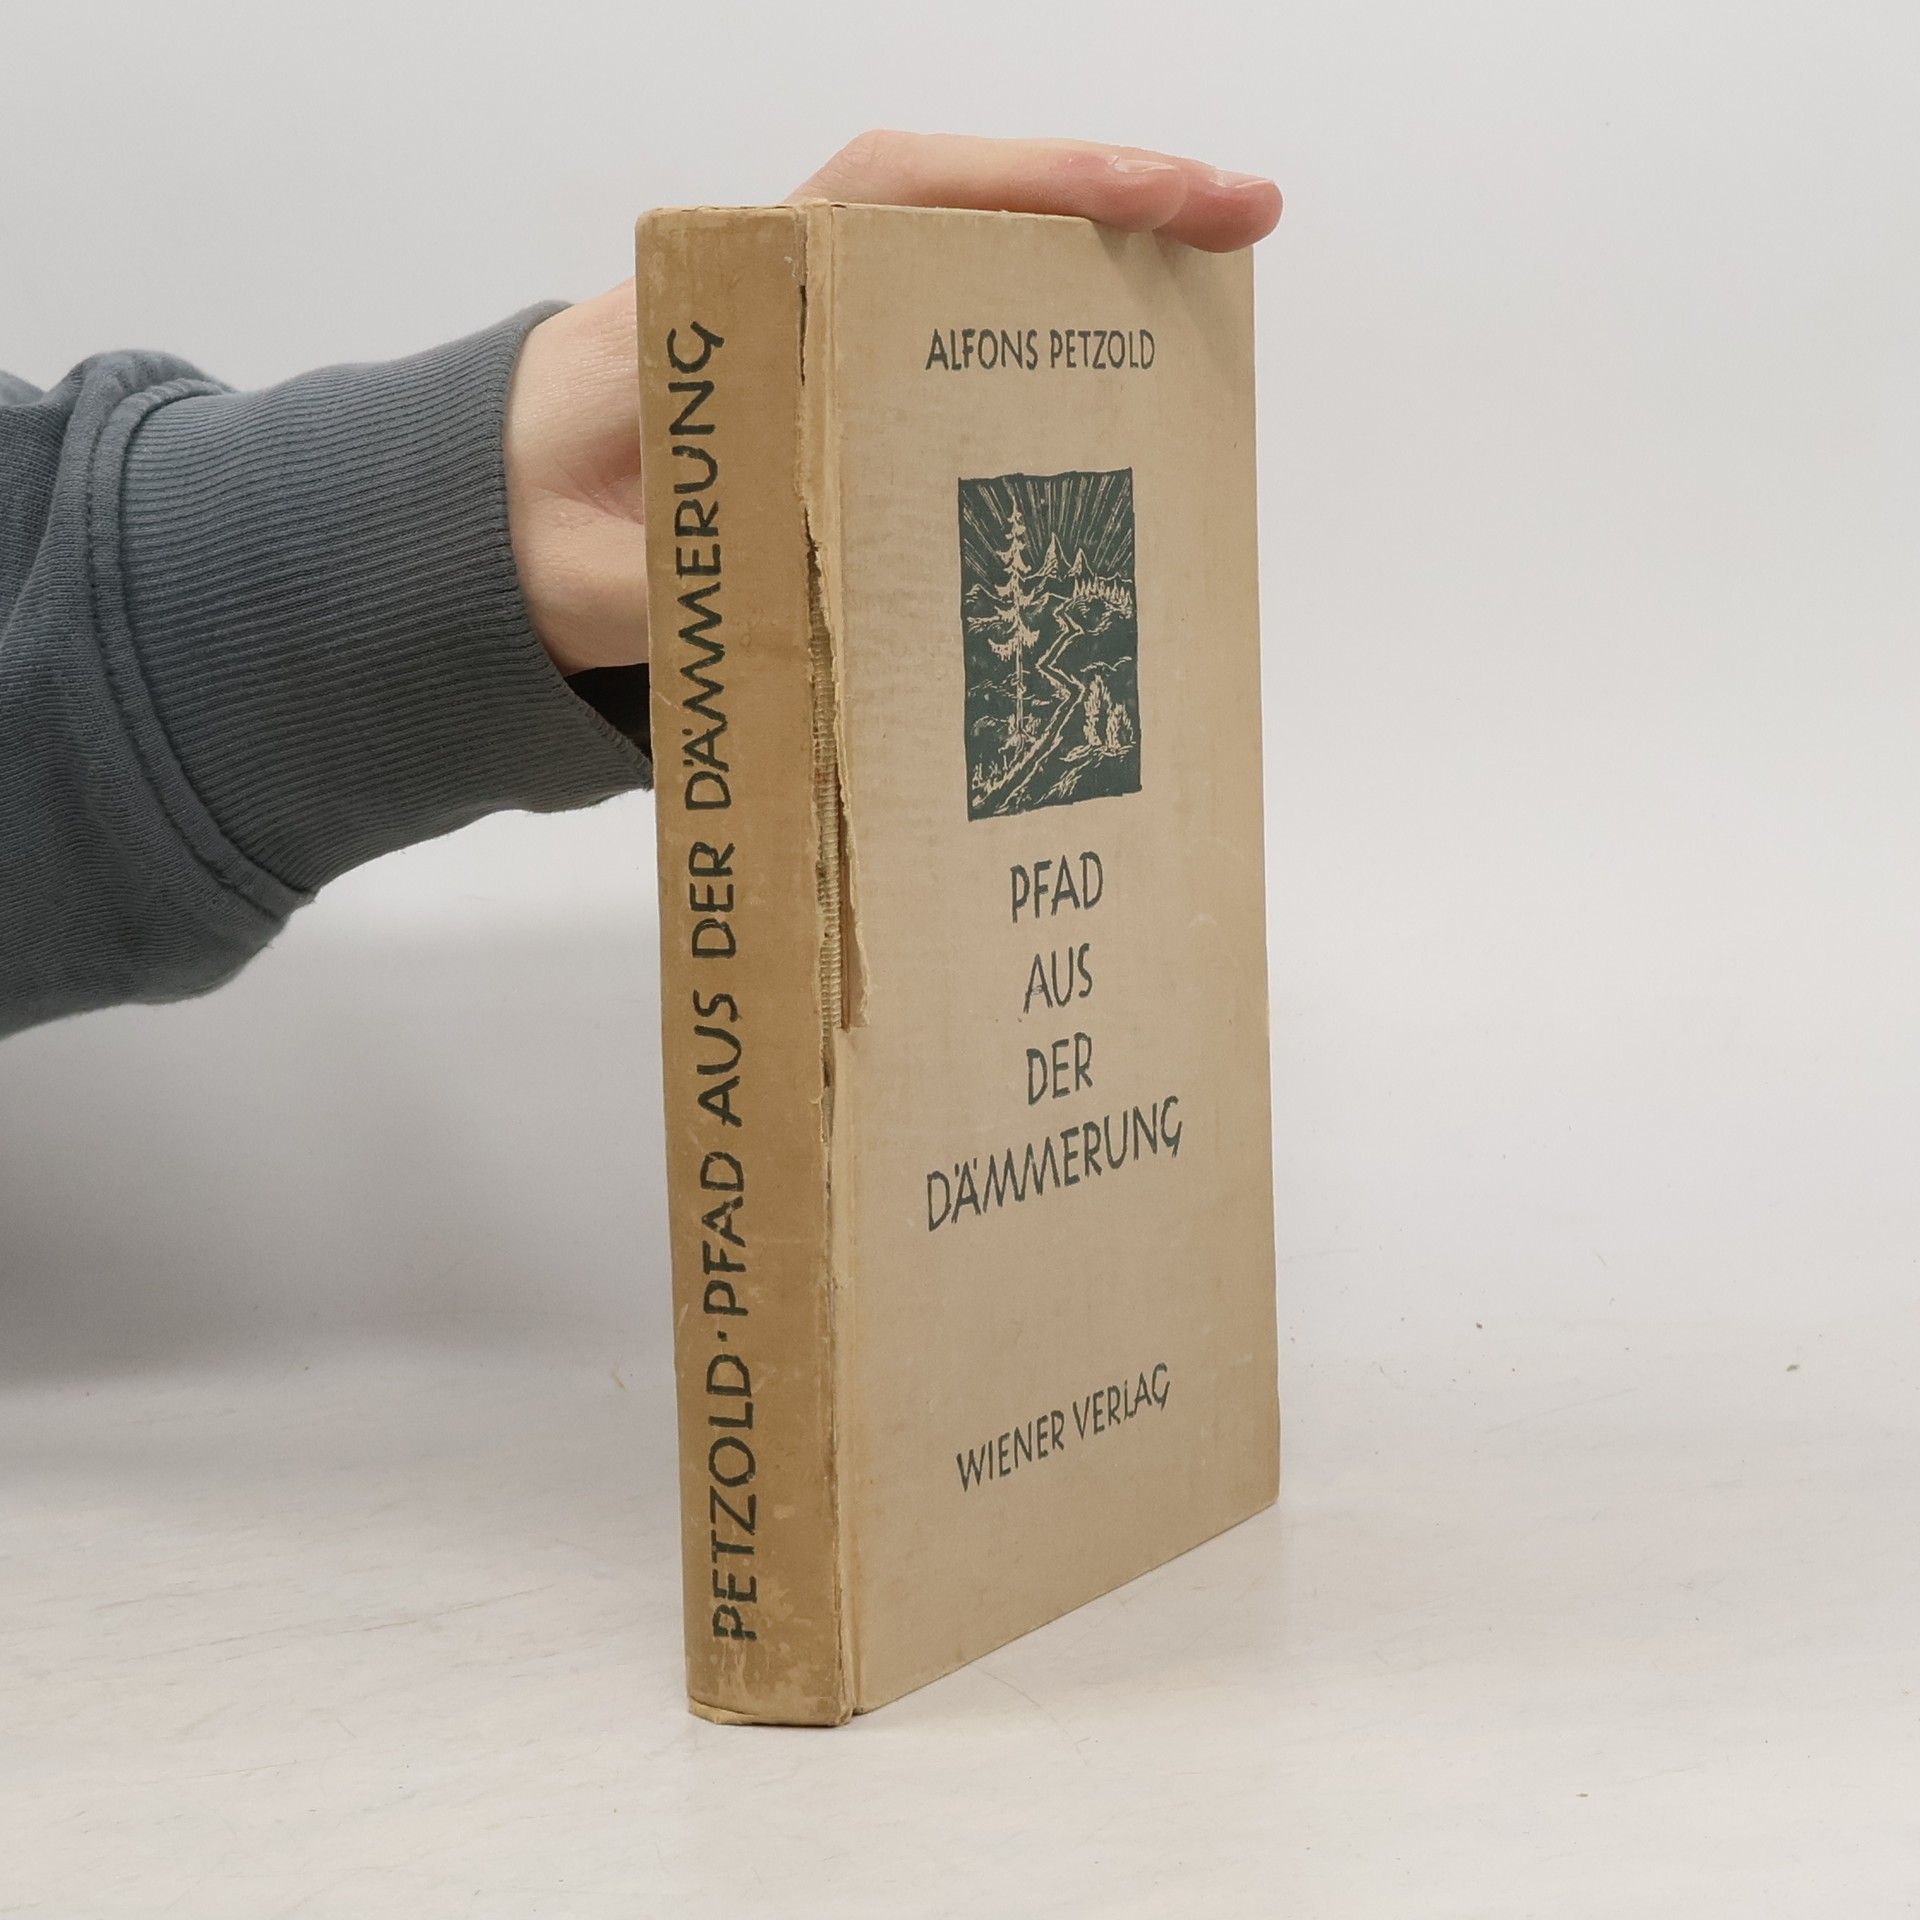 PETZOLD · PFAD AUS DER DÄMMERUNG
ALFONS PETZOLD
PFAD
AUS
DER
DÄMMERUNG
WIENER VERLAG